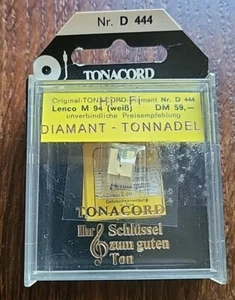 Nr. D 444
TONACORD
Original-TONACORD-Diamant Nr. D 444
Lenco M 94 (weiß) DM 59,—
unverbindliche Preisempfehlung
DIAMANT - TONNADEL
TONACORD
Ihr Schlüssel
zum guten
Ton